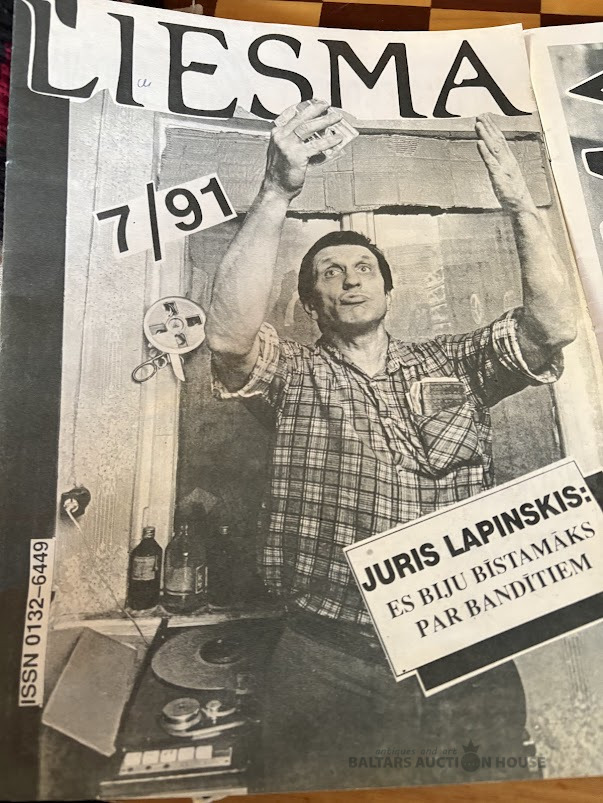 LIESMA
7/91
JURIS LAPINSKIS:
ES BIJU BĪSTAMĀKS
PAR BANDĪTIEM
ISSN 0132-6449
BALTARS AUCTION HOUSE